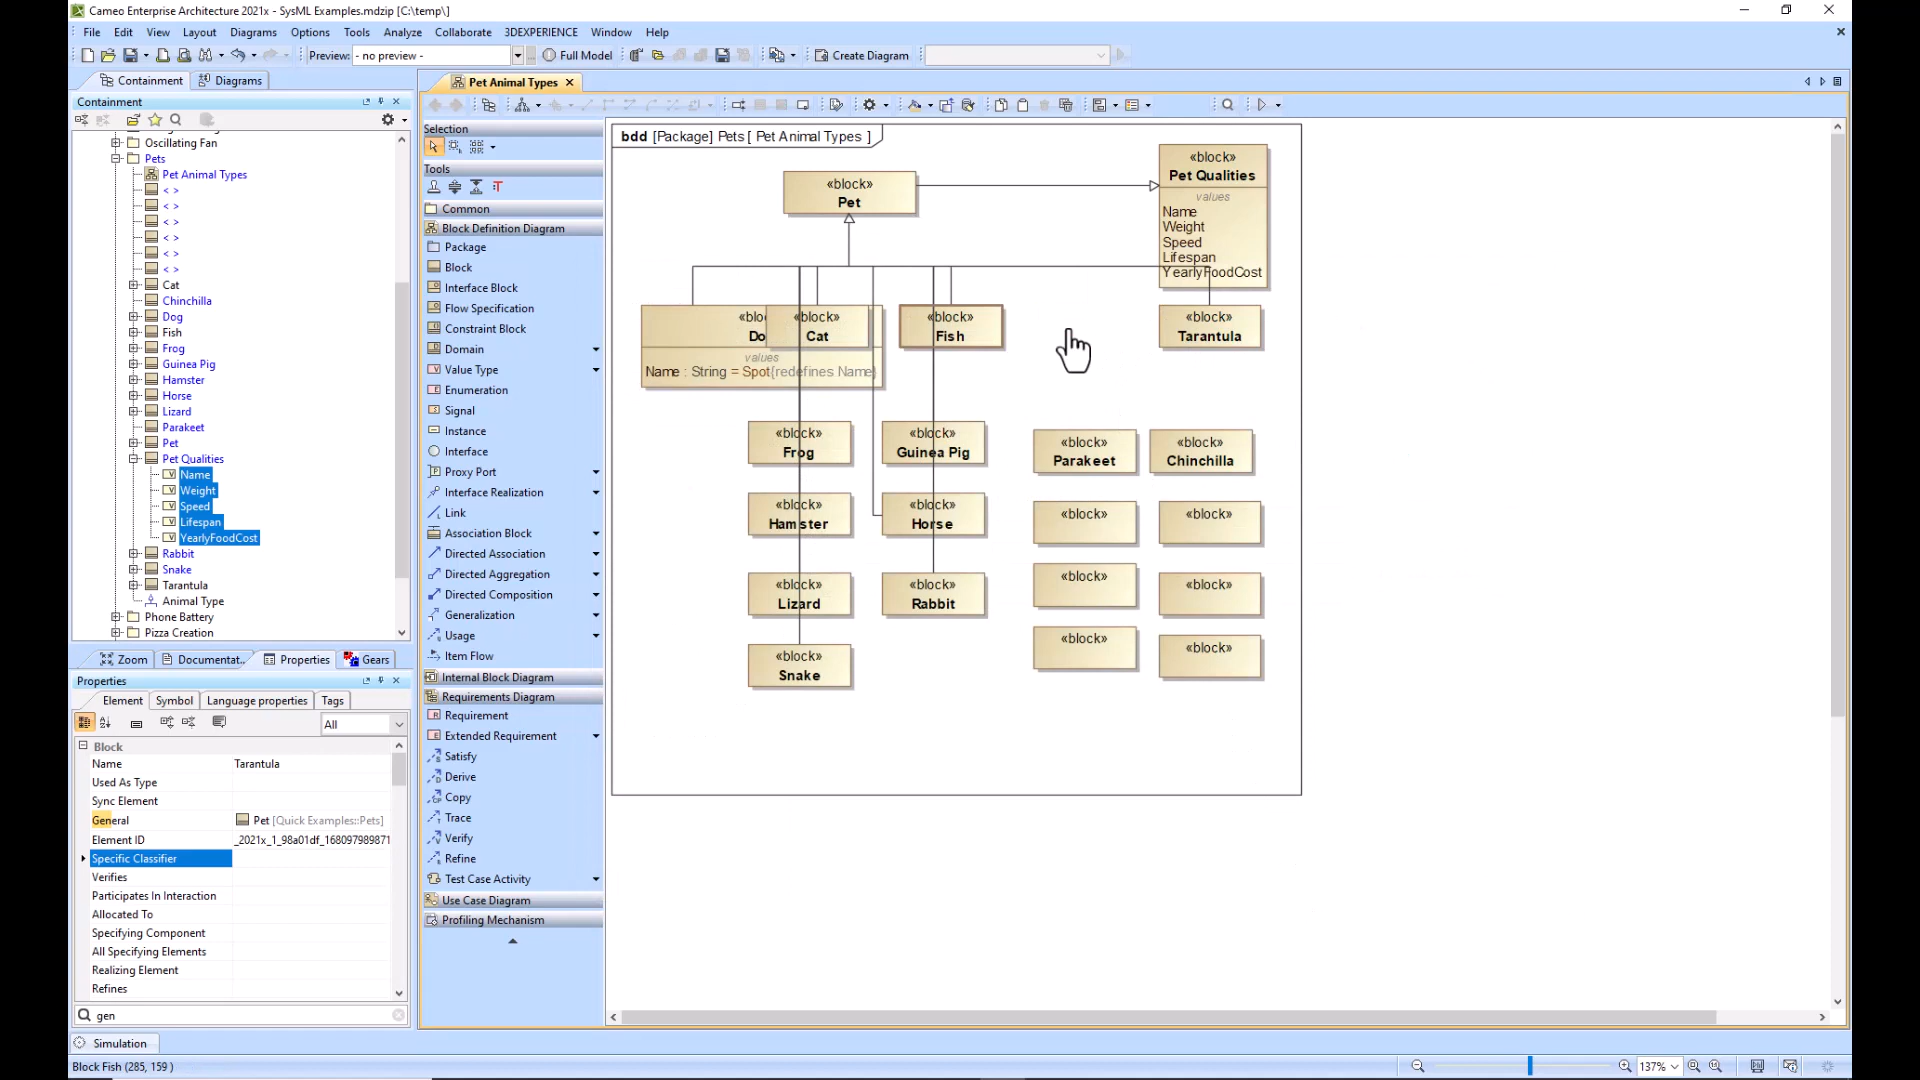 Cameo Enterprise Architecture 2021x - SysML Examples.mdzip [C:\temp\]
File Edit View Layout Diagrams Options Tools Analyze Collaborate 3DEXPERIENCE Window Help
Preview: - no preview - Full Model Create Diagram
Containment Diagrams
Containment
Oscillating Fan
Pets
Pet Animal Types
< >
< >
< >
< >
< >
< >
Cat
Chinchilla
Dog
Fish
Frog
Guinea Pig
Hamster
Horse
Lizard
Parakeet
Pet
Pet Qualities
Name
Weight
Speed
Lifespan
YearlyFoodCost
Rabbit
Snake
Tarantula
Animal Type
Phone Battery
Pizza Creation
Zoom Documentat... Properties Gears
Properties
Element Symbol Language properties Tags
All
Block
Name Tarantula
Used As Type
Sync Element
General Pet [Quick Examples::Pets]
Element ID _2021x_1_98a01df_168097989871
Specific Classifier
Verifies
Participates In Interaction
Allocated To
Specifying Component
All Specifying Elements
Realizing Element
Refines
gen
Simulation
Block Fish (285, 159 )
137%
Pet Animal Types
Selection
Tools
Common
Block Definition Diagram
Package
Block
Interface Block
Flow Specification
Constraint Block
Domain
Value Type
Enumeration
Signal
Instance
Interface
Proxy Port
Interface Realization
Link
Association Block
Directed Association
Directed Aggregation
Directed Composition
Generalization
Usage
Item Flow
Internal Block Diagram
Requirements Diagram
Requirement
Extended Requirement
Satisfy
Derive
Copy
Trace
Verify
Refine
Test Case Activity
Use Case Diagram
Profiling Mechanism
bdd [Package] Pets [ Pet Animal Types ]
«block»
Pet
«block»
Pet Qualities
values
Name
Weight
Speed
Lifespan
YearlyFoodCost
«bloc
Do
values
Name : String = Spot{redefines Name}
«block»
Cat
«block»
Fish
«block»
Tarantula
«block»
Frog
«block»
Guinea Pig
«block»
Parakeet
«block»
Chinchilla
«block»
Hamster
«block»
Horse
«block»
«block»
«block»
Lizard
«block»
Rabbit
«block»
«block»
«block»
Snake
«block»
«block»